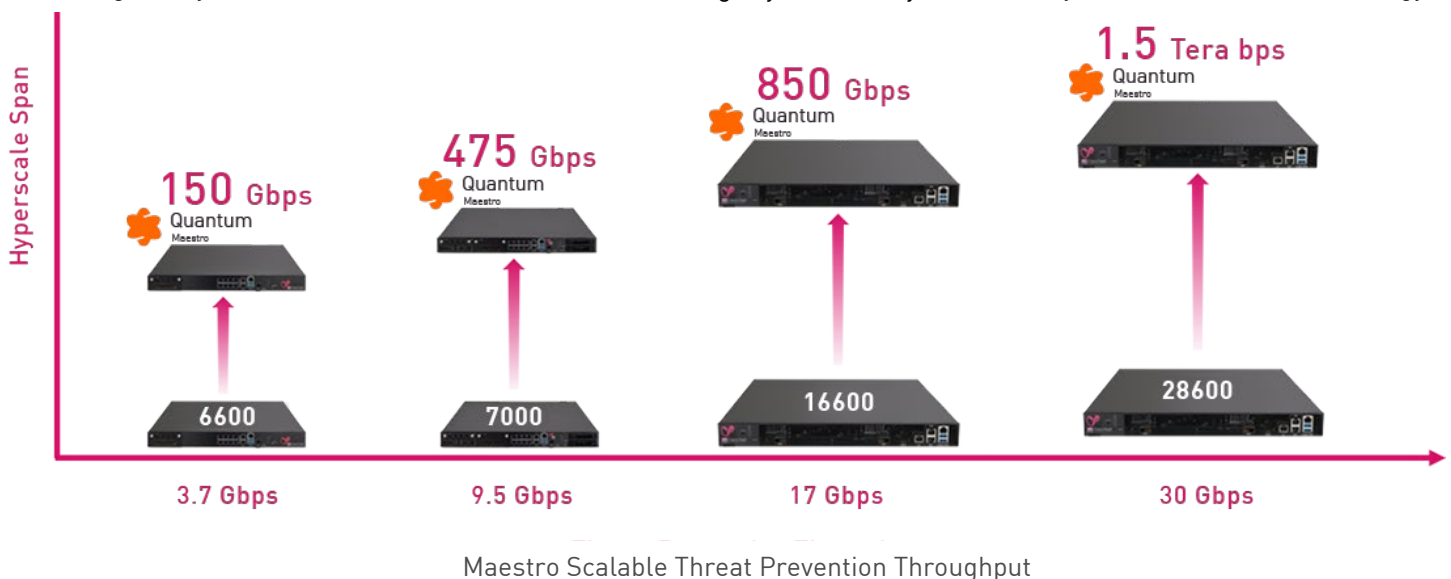 1.5 Tera bps
Quantum
Maestro
850 Gbps
Quantum
Maestro
475 Gbps
Quantum
Maestro
150 Gbps
Quantum
Maestro
Hyperscale Span
6600
7000
16600
28600
3.7 Gbps
9.5 Gbps
17 Gbps
30 Gbps
Maestro Scalable Threat Prevention Throughput